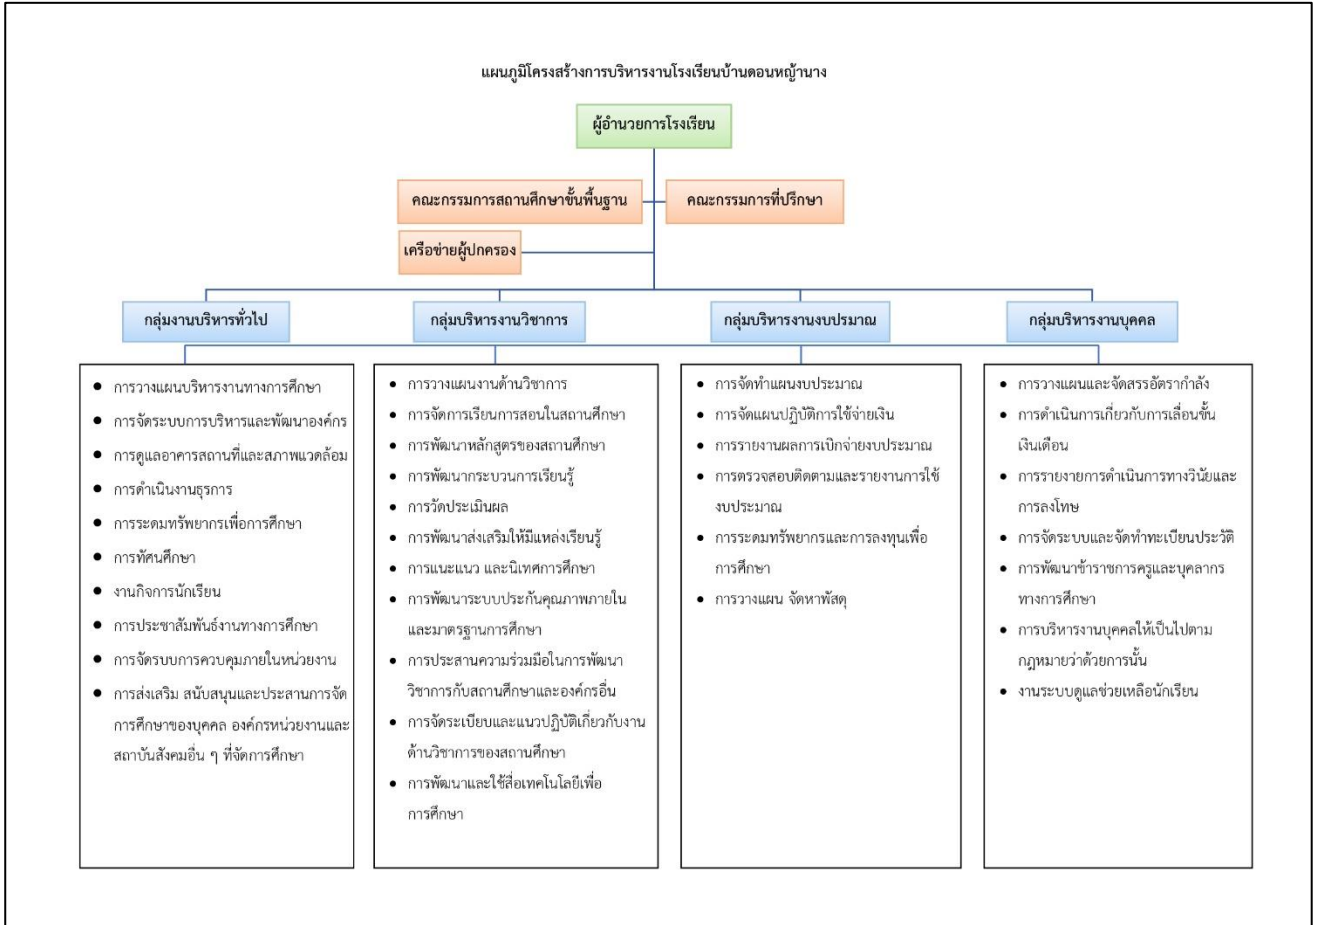 แผนภูมิโครงสร้างการบริหารงานโรงเรียนบ้านดอนหญ้านาง
ผู้อำนวยการโรงเรียน
คณะกรรมการสถานศึกษาขั้นพื้นฐาน
คณะกรรมการที่ปรึกษา
เครือข่ายผู้ปกครอง
กลุ่มงานบริหารทั่วไป
กลุ่มบริหารงานวิชาการ
กลุ่มบริหารงานงบปรมาณ
กลุ่มบริหารงานบุคคล
● การวางแผนบริหารงานทางการศึกษา
● การจัดระบบการบริหารและพัฒนาองค์กร
● การดูแลอาคารสถานที่และสภาพแวดล้อม
● การดำเนินงานธุรการ
● การระดมทรัพยากรเพื่อการศึกษา
● การทัศนศึกษา
● งานกิจการนักเรียน
● การประชาสัมพันธ์งานทางการศึกษา
● การจัดรบบการควบคุมภายในหน่วยงาน
● การส่งเสริม สนับสนุนและประสานการจัด
การศึกษาของบุคคล องค์กรหน่วยงานและ
สถาบันสังคมอื่น ๆ ที่จัดการศึกษา
● การวางแผนงานด้านวิชาการ
● การจัดการเรียนการสอนในสถานศึกษา
● การพัฒนาหลักสูตรของสถานศึกษา
● การพัฒนากระบวนการเรียนรู้
● การวัดประเมินผล
● การพัฒนาส่งเสริมให้มีแหล่งเรียนรู้
● การแนะแนว และนิเทศการศึกษา
● การพัฒนาระบบประกันคุณภาพภายใน
และมาตรฐานการศึกษา
● การประสานความร่วมมือในการพัฒนา
วิชาการกับสถานศึกษาและองค์กรอื่น
● การจัดระเบียบและแนวปฏิบัติเกี่ยวกับงาน
ด้านวิชาการของสถานศึกษา
● การพัฒนาและใช้สื่อเทคโนโลยีเพื่อ
การศึกษา
● การจัดทำแผนงบประมาณ
● การจัดแผนปฏิบัติการใช้จ่ายเงิน
● การรายงานผลการเบิกจ่ายงบประมาณ
● การตรวจสอบติดตามและรายงานการใช้
งบประมาณ
● การระดมทรัพยากรและการลงทุนเพื่อ
การศึกษา
● การวางแผน จัดหาพัสดุ
● การวางแผนและจัดสรรอัตรากำลัง
● การดำเนินการเกี่ยวกับการเลื่อนขั้น
เงินเดือน
● การรายงายการดำเนินการทางวินัยและ
การลงโทษ
● การจัดระบบและจัดทำทะเบียนประวัติ
● การพัฒนาข้าราชการครูและบุคลากร
ทางการศึกษา
● การบริหารงานบุคคลให้เป็นไปตาม
กฎหมายว่าด้วยการนั้น
● งานระบบดูแลช่วยเหลือนักเรียน